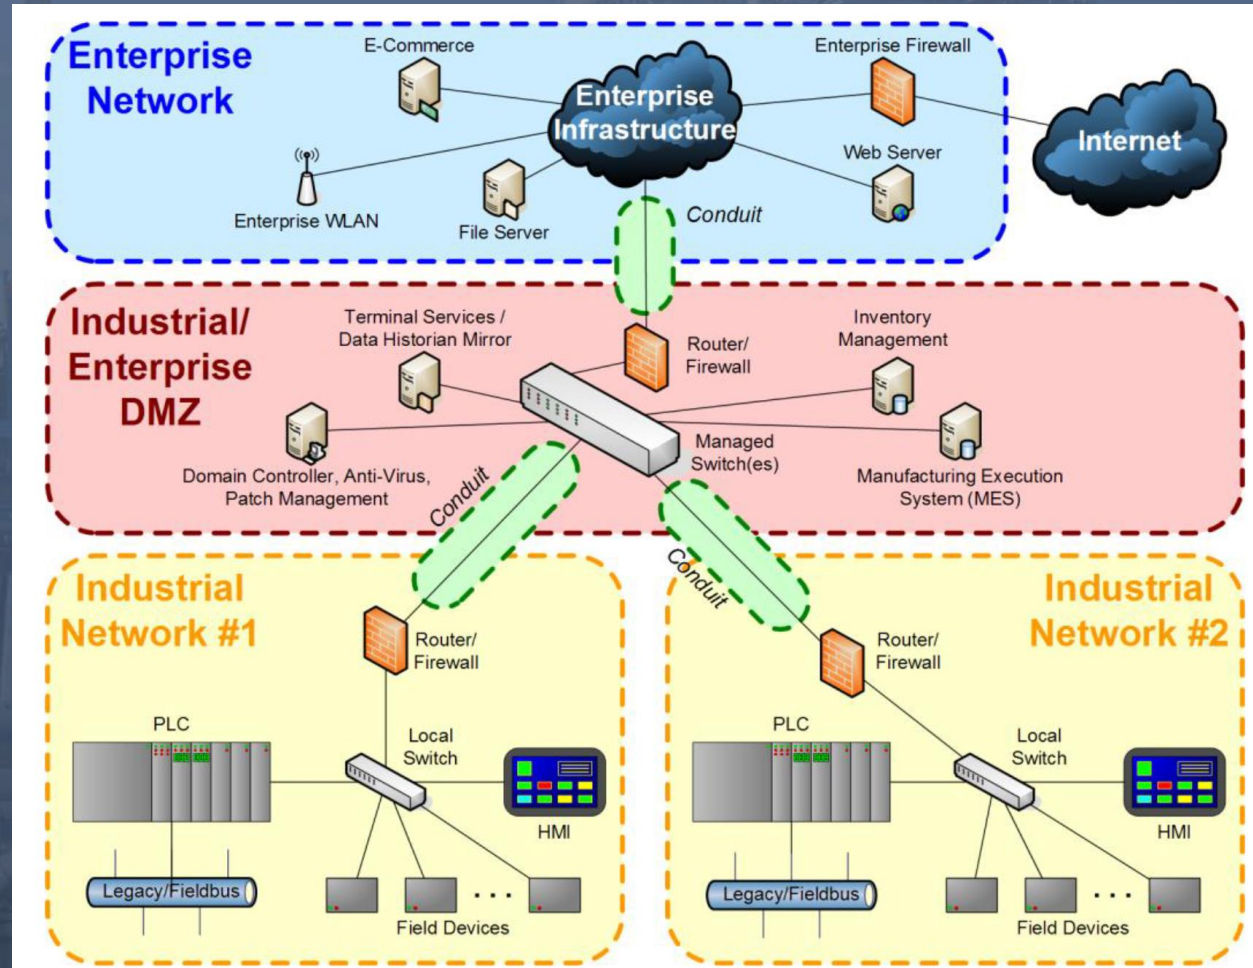 Enterprise
Network
E-Commerce
Enterprise
Infrastructure
Enterprise Firewall
Internet
Web Server
Enterprise WLAN
File Server
Conduit
Industrial/
Enterprise
DMZ
Terminal Services /
Data Historian Mirror
Router/
Firewall
Inventory
Management
Managed
Switch(es)
Domain Controller, Anti-Virus,
Patch Management
Manufacturing Execution
System (MES)
Conduit
Conduit
Industrial
Network #1
Router/
Firewall
PLC
Local
Switch
HMI
Legacy/Fieldbus
. . .
Field Devices
Industrial
Network #2
Router/
Firewall
PLC
Local
Switch
HMI
Legacy/Fieldbus
. . .
Field Devices